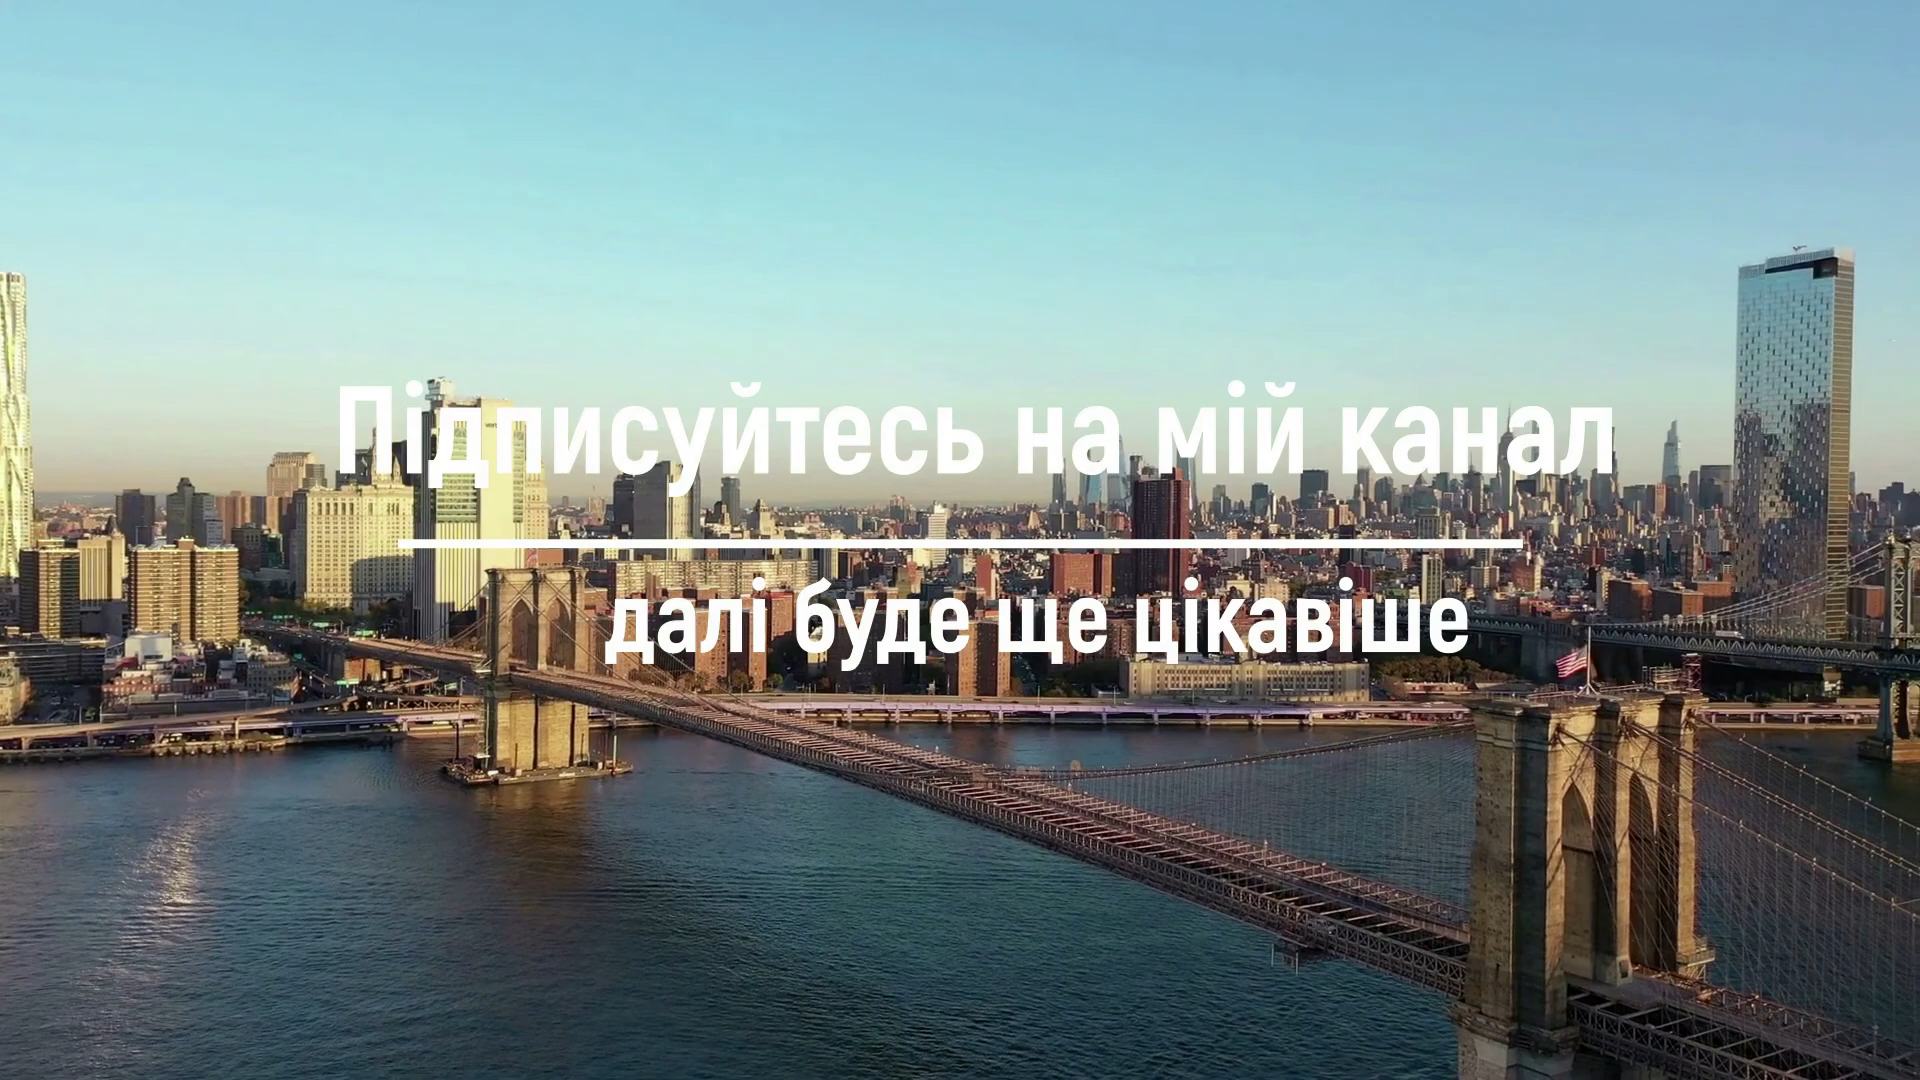 Підписуйтесь на мій канал
далі буде ще цікавіше